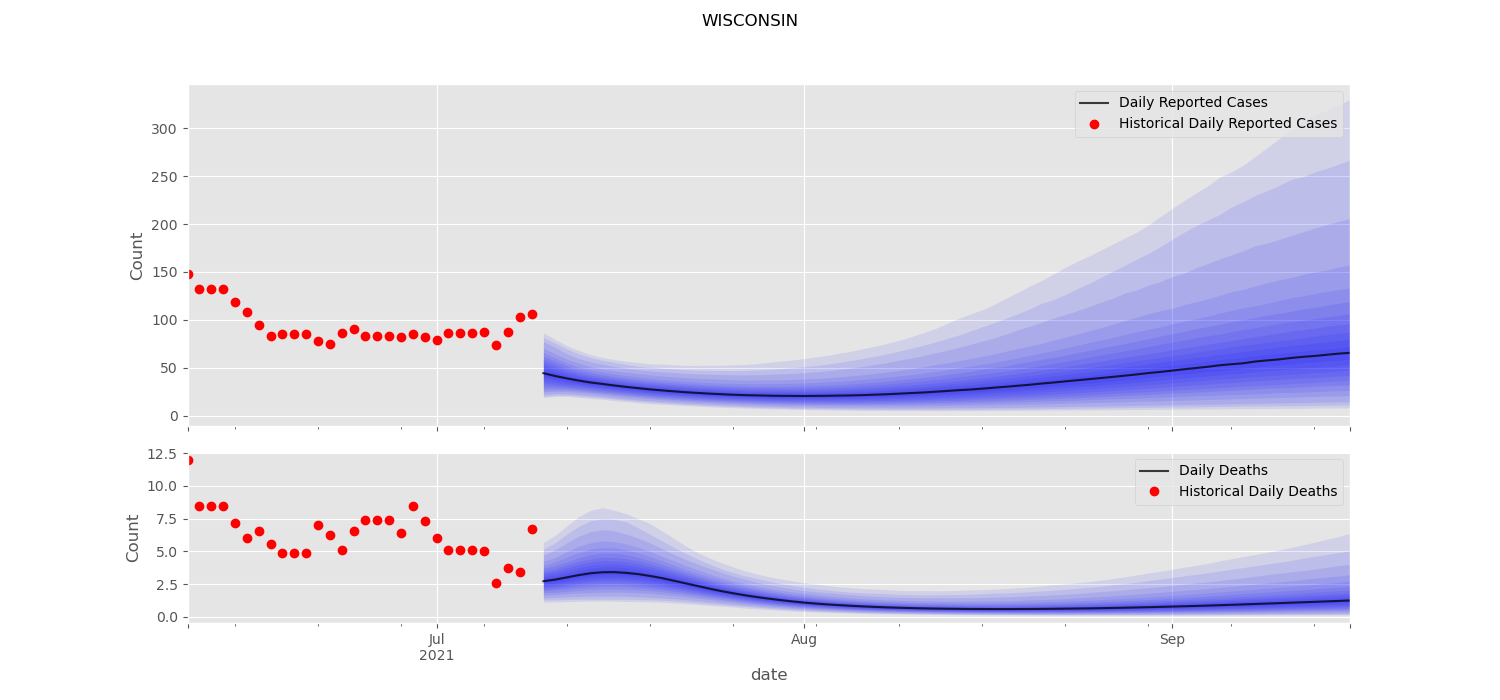 WISCONSIN
Daily Reported Cases
Historical Daily Reported Cases
300
250
200
150
100
50
0
Count
Daily Deaths
Historical Daily Deaths
12.5
10.0
7.5
5.0
2.5
0.0
Count
Jul
2021
Aug
Sep
date